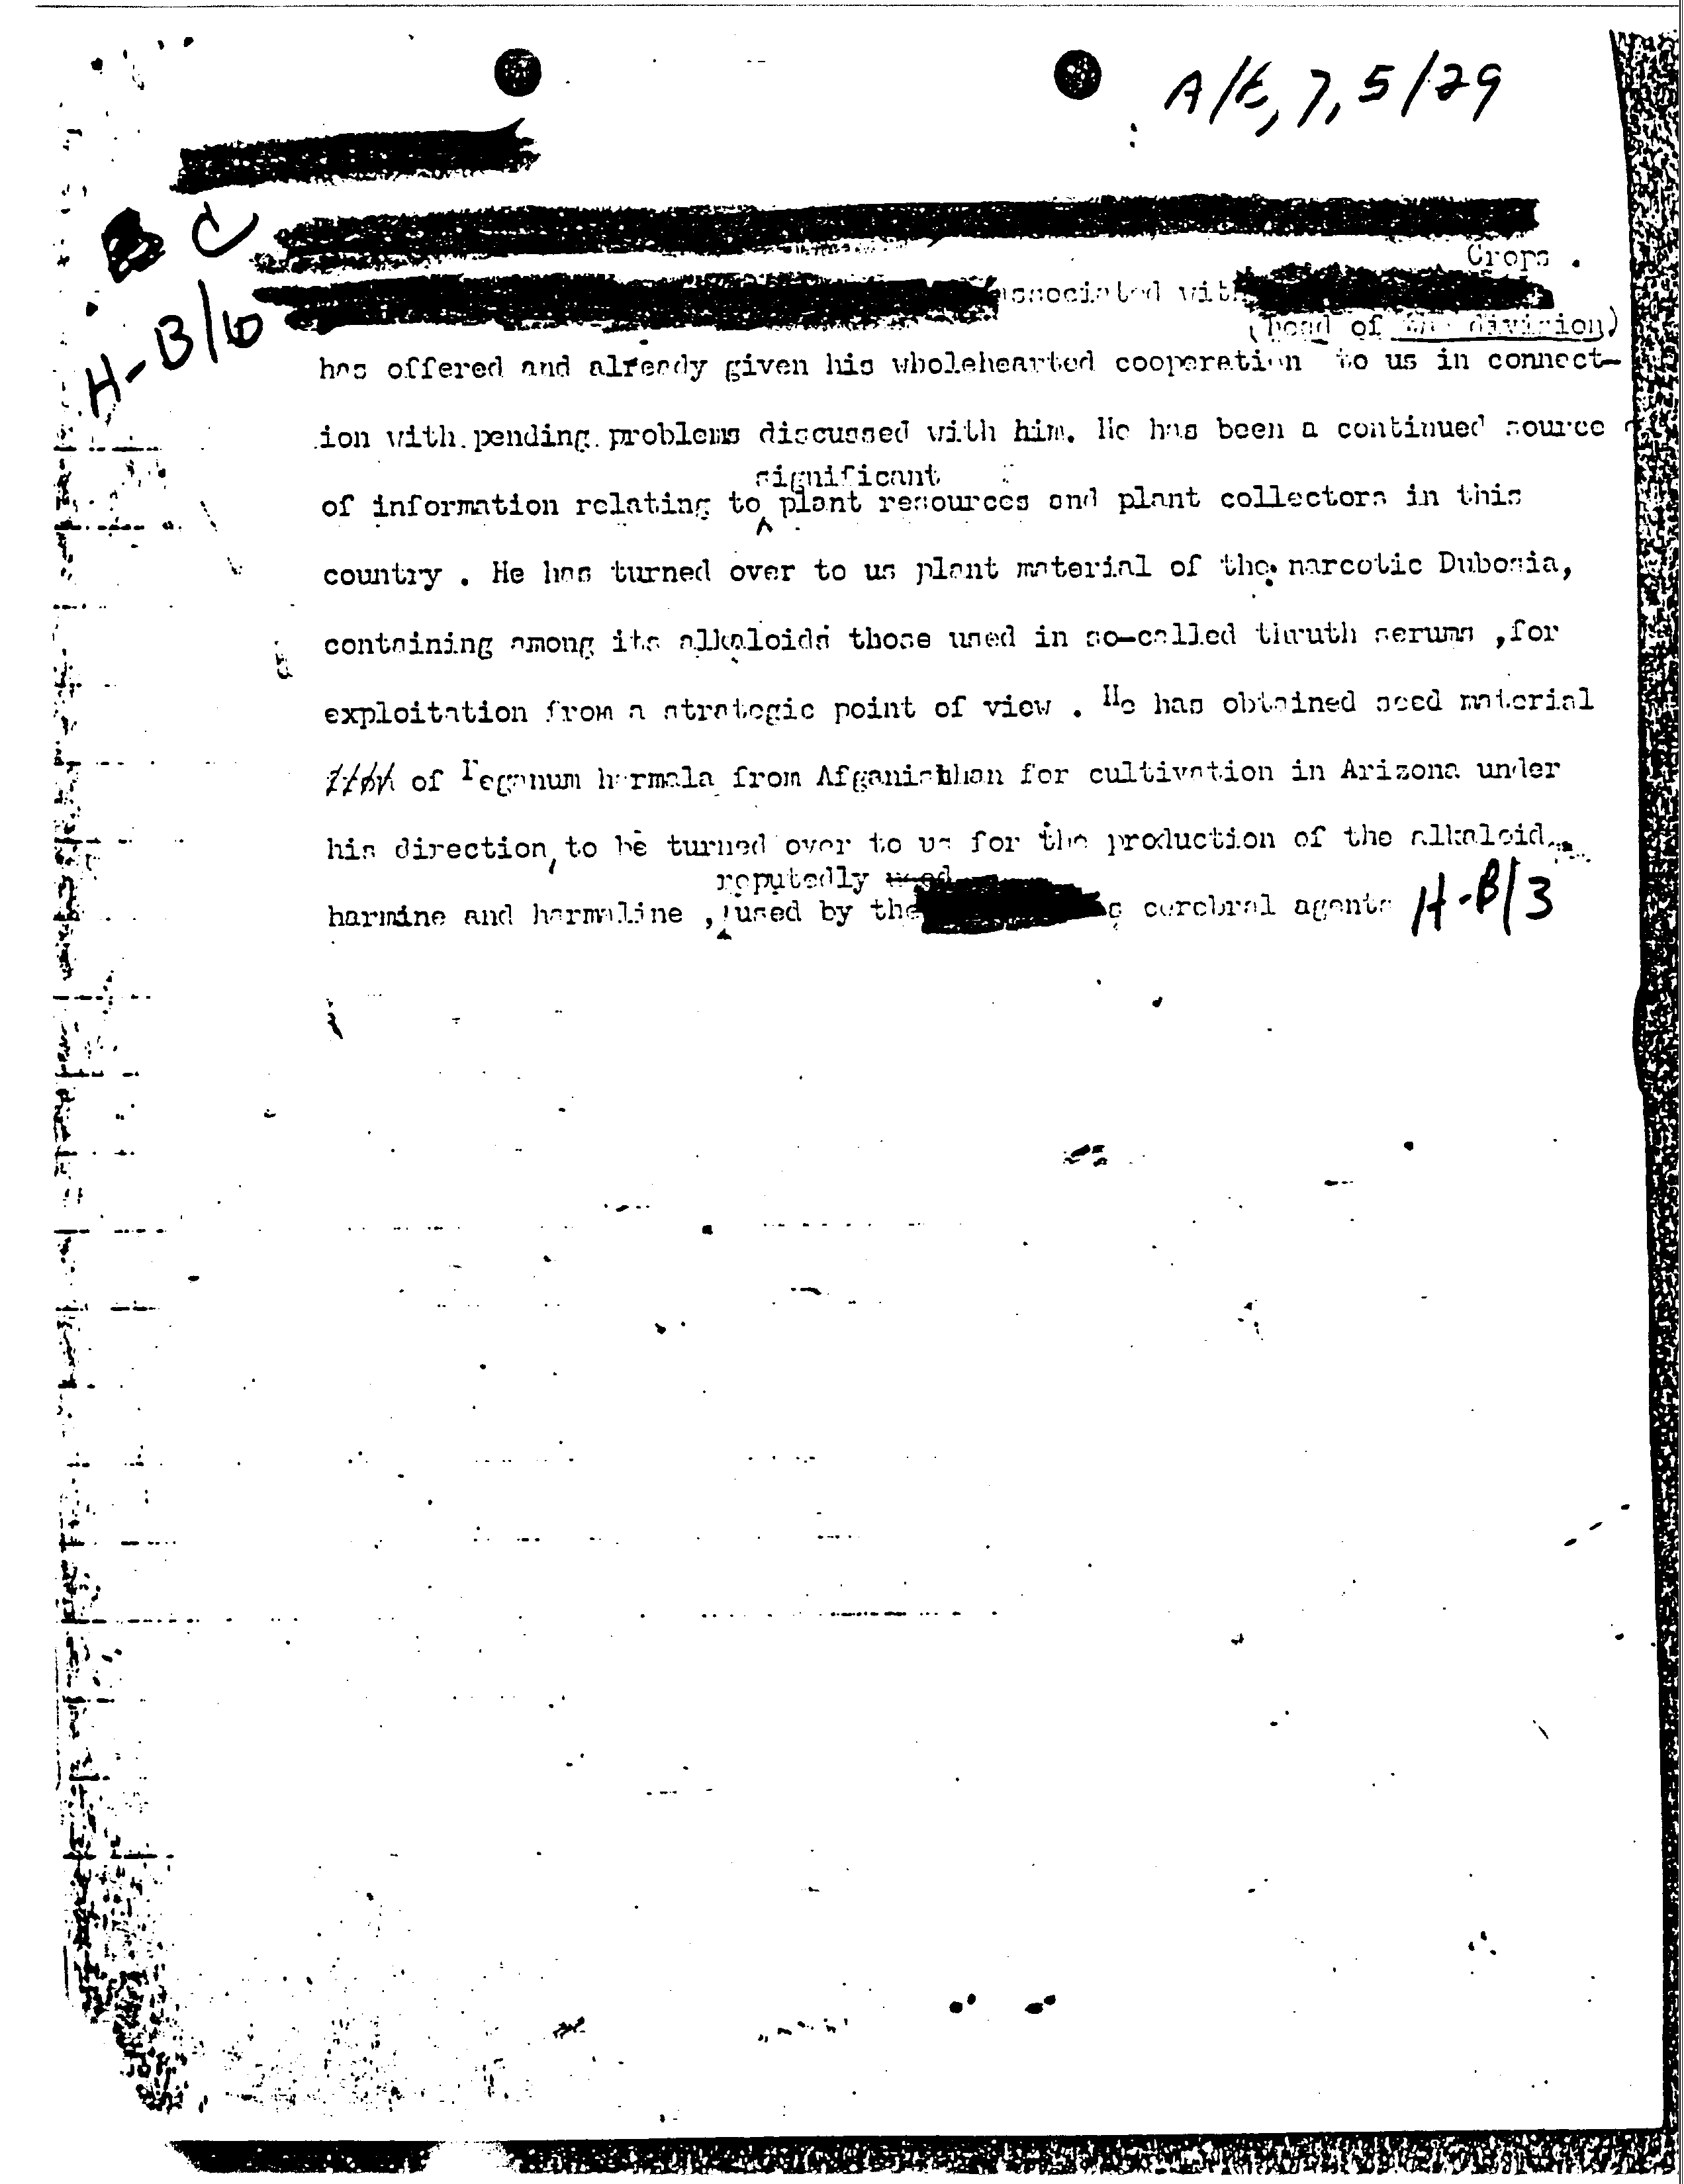 A/E, 7, 5/29
C
Crops .
H-B/6
associated with
(head of the division)
has offered and already given his wholehearted cooperation to us in connect-
ion with pending problems discussed with him. He has been a continued source
significant
of information relating to plant resources and plant collectors in this
country . He has turned over to us plant material of the narcotic Dubosia,
containing among its alkaloids those used in so-called thruth serums ,for
exploitation from a strategic point of view . He has obtained seed material
of Peganum harmala from Afganisthan for cultivation in Arizona under
his direction, to be turned over to us for the production of the alkaloid
reputedly used
harmine and harmaline , used by the cerebral agents H-B/3